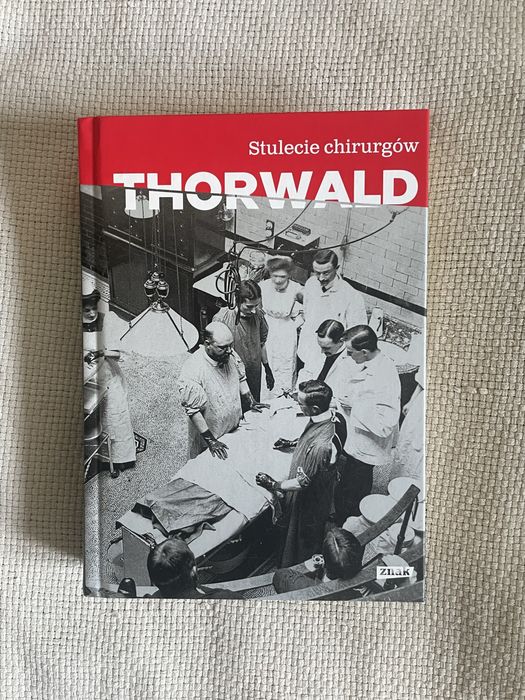 Stulecie chirurgów
THORWALD
znak